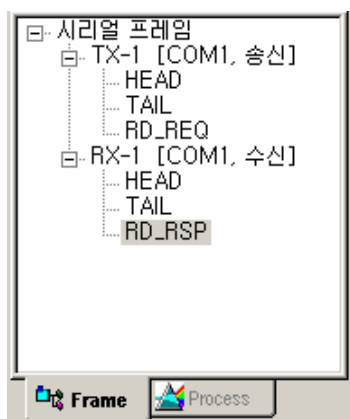 시리얼 프레임
TX-1 [COM1, 송신]
HEAD
TAIL
RD_REQ
RX-1 [COM1, 수신]
HEAD
TAIL
RD_RSP
Frame Process